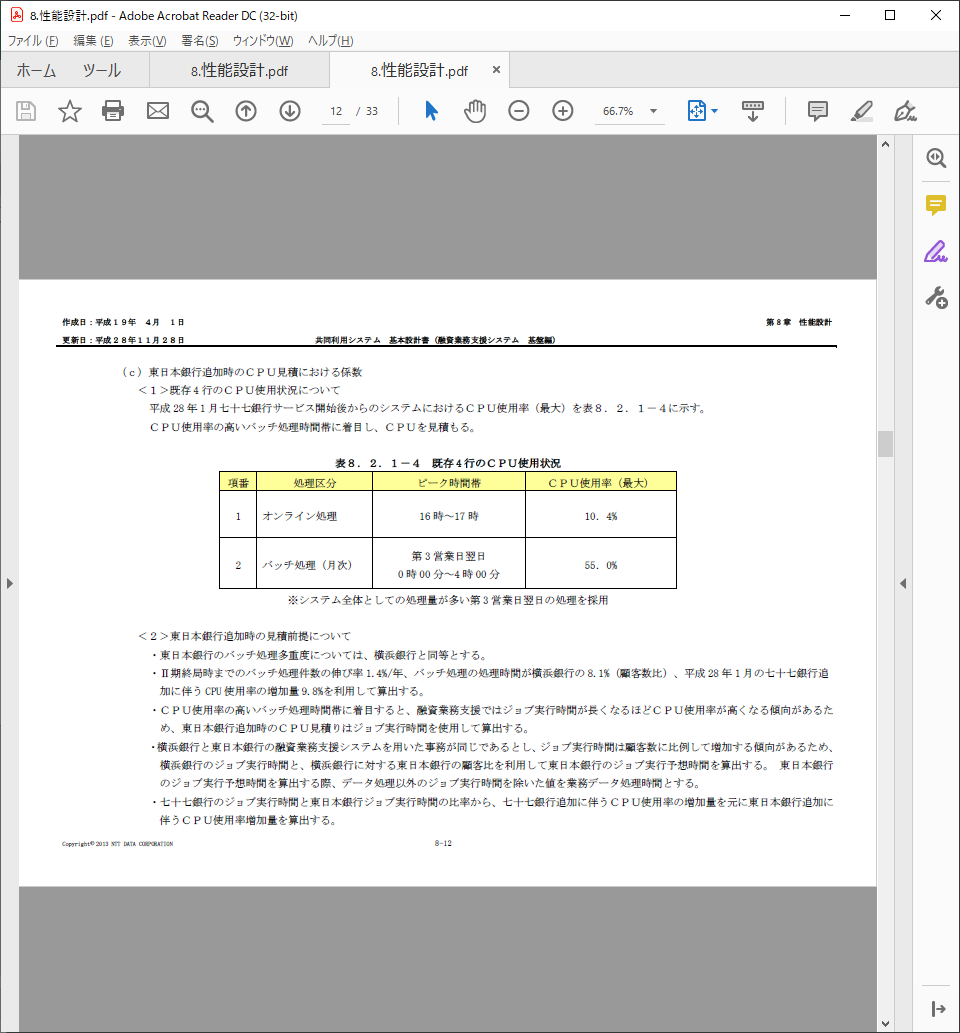 8.性能設計.pdf - Adobe Acrobat Reader DC (32-bit)
ファイル(F) 編集(E) 表示(V) 署名(S) ウィンドウ(W) ヘルプ(H)
ホーム ツール 8.性能設計.pdf 8.性能設計.pdf ×
12 / 33 66.7%
作成日：平成１９年　４月　１日 第８章　性能設計
更新日：平成２８年１１月２８日 共同利用システム　基本設計書（融資業務支援システム　基盤編）
（ｃ）東日本銀行追加時のＣＰＵ見積における係数
＜１＞既存４行のＣＰＵ使用状況について
平成 28 年 1 月七十七銀行サービス開始後からのシステムにおけるＣＰＵ使用率（最大）を表８．２．１－４に示す。
ＣＰＵ使用率の高いバッチ処理時間帯に着目し、ＣＰＵを見積もる。
表８．２．１－４　既存４行のＣＰＵ使用状況
項番 処理区分 ピーク時間帯 ＣＰＵ使用率（最大）
1 オンライン処理 16 時～17 時 10．4%
2 バッチ処理（月次） 第 3 営業日翌日
0 時 00 分～4 時 00 分 55．0%
※システム全体としての処理量が多い第 3 営業日翌日の処理を採用
＜２＞東日本銀行追加時の見積前提について
・東日本銀行のバッチ処理多重度については、横浜銀行と同等とする。
・Ⅱ期終局時までのバッチ処理件数の伸び率 1.4%/年、バッチ処理の処理時間が横浜銀行の 8.1%（顧客数比）、平成 28 年 1 月の七十七銀行追
加に伴う CPU 使用率の増加量 9.8%を利用して算出する。
・ＣＰＵ使用率の高いバッチ処理時間帯に着目すると、融資業務支援ではジョブ実行時間が長くなるほどＣＰＵ使用率が高くなる傾向があるた
め、東日本銀行追加時のＣＰＵ見積りはジョブ実行時間を使用して算出する。
・横浜銀行と東日本銀行の融資業務支援システムを用いた事務が同じであるとし、ジョブ実行時間は顧客数に比例して増加する傾向があるため、
横浜銀行のジョブ実行時間と、横浜銀行に対する東日本銀行の顧客比を利用して東日本銀行のジョブ実行予想時間を算出する。 東日本銀行
のジョブ実行予想時間を算出する際、データ処理以外のジョブ実行時間を除いた値を業務データ処理時間とする。
・七十七銀行のジョブ実行時間と東日本銀行ジョブ実行時間の比率から、七十七銀行追加に伴うＣＰＵ使用率の増加量を元に東日本銀行追加に
伴うＣＰＵ使用率増加量を算出する。
Copyright© 2013 NTT DATA CORPORATION 8-12